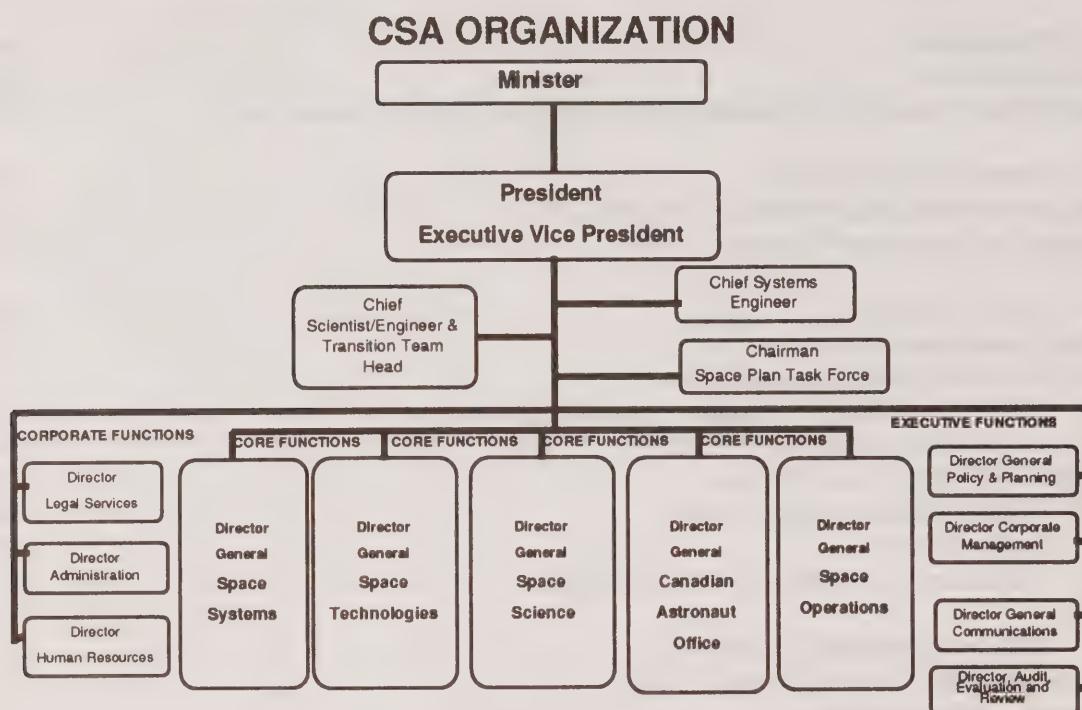 CSA ORGANIZATION
Minister
President
Executive Vice President
Chief Systems
Engineer
Chief
Scientist/Engineer &
Transition Team
Head
Chairman
Space Plan Task Force
CORPORATE FUNCTIONS
Director
Legal Services
Director
Administration
Director
Human Resources
CORE FUNCTIONS
CORE FUNCTIONS
CORE FUNCTIONS
CORE FUNCTIONS
Director
General
Space
Systems
Director
General
Space
Technologies
Director
General
Space
Science
Director
General
Canadian
Astronaut
Office
Director
General
Space
Operations
EXECUTIVE FUNCTIONS
Director General
Policy & Planning
Director Corporate
Management
Director General
Communications
Director, Audit,
Evaluation and
Review